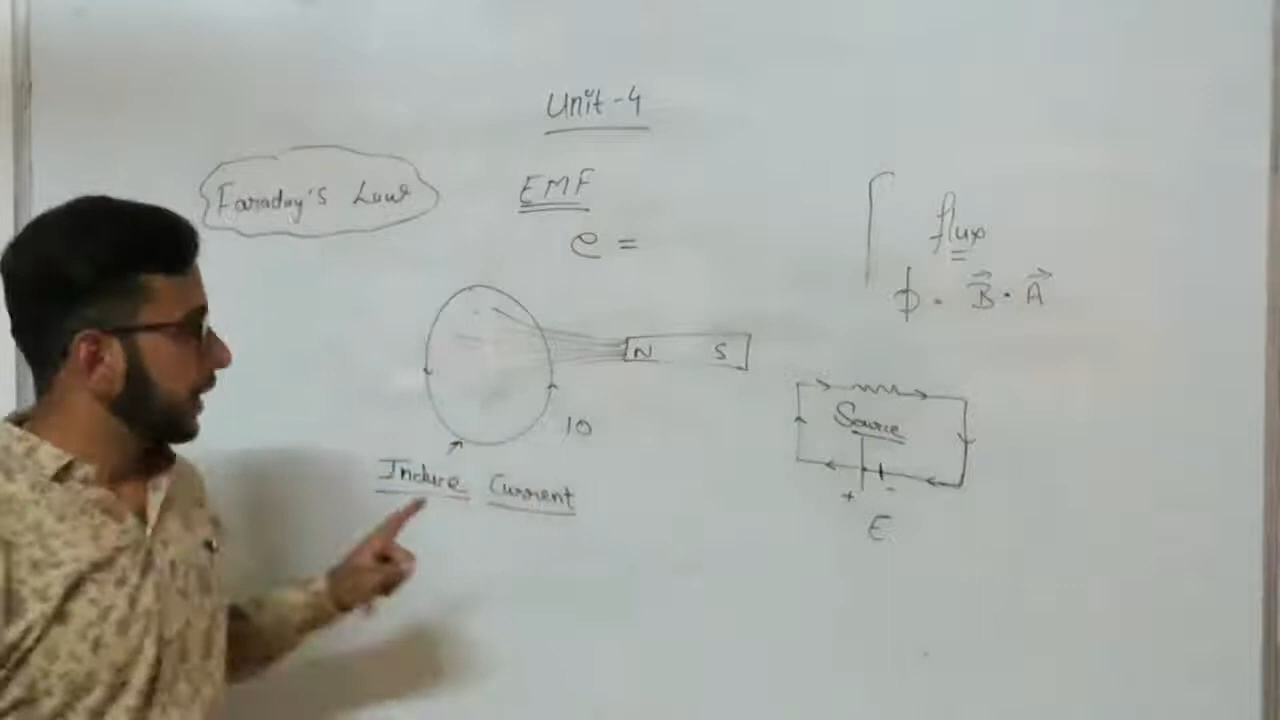 Unit-4
Faraday's Law
EMF
e =
flux
ϕ = B⃗ · A⃗
N S
Source
10
Induce Current
+ -
E